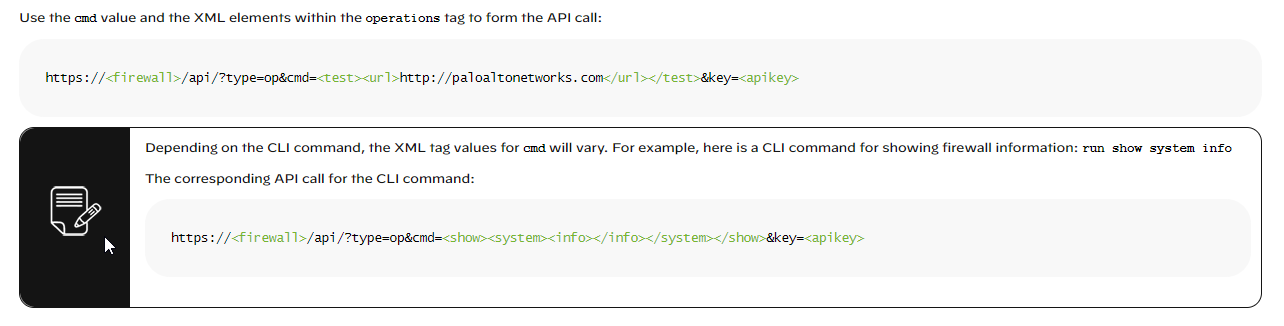 Use the cmd value and the XML elements within the operations tag to form the API call:
https://<firewall>/api/?type=op&cmd=<test><url>http://paloaltonetworks.com</url></test>&key=<apikey>
Depending on the CLI command, the XML tag values for cmd will vary. For example, here is a CLI command for showing firewall information: run show system info
The corresponding API call for the CLI command:
https://<firewall>/api/?type=op&cmd=<show><system><info></info></system></show>&key=<apikey>